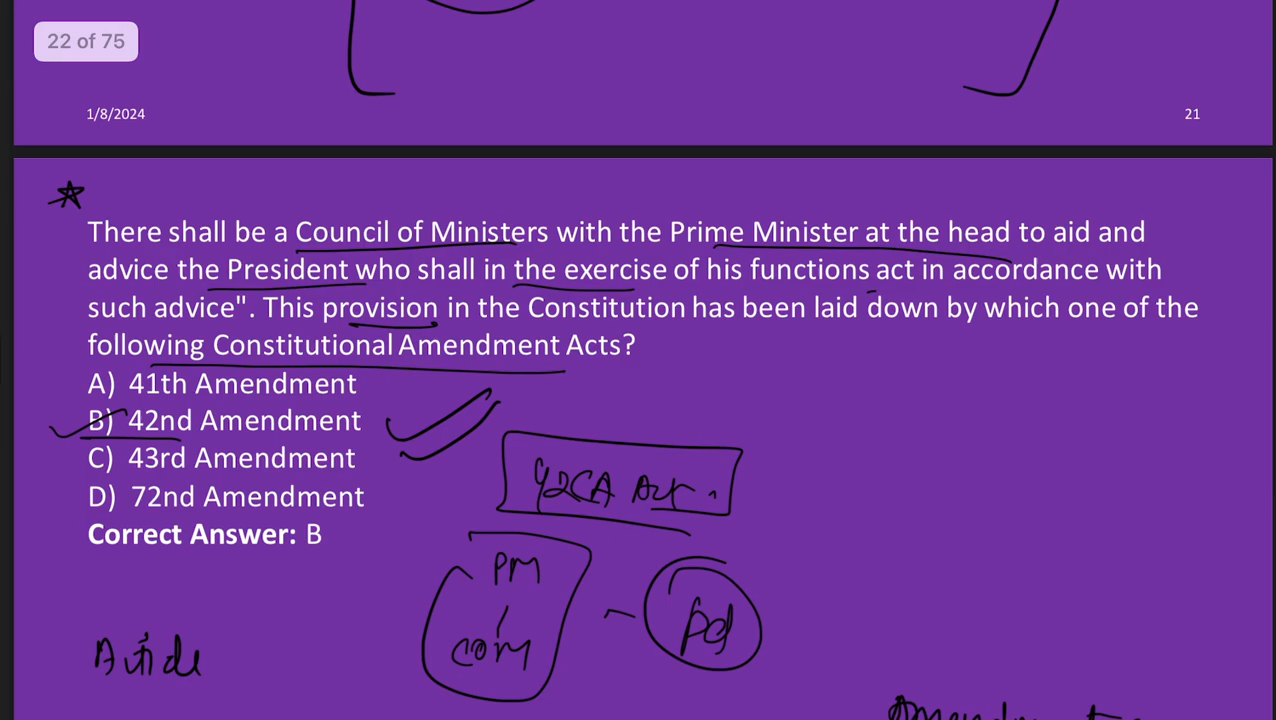 22 of 75
1/8/2024
21
There shall be a Council of Ministers with the Prime Minister at the head to aid and
advice the President who shall in the exercise of his functions act in accordance with
such advice". This provision in the Constitution has been laid down by which one of the
following Constitutional Amendment Acts?
A) 41th Amendment
B) 42nd Amendment
C) 43rd Amendment
D) 72nd Amendment
42CA Act.
Correct Answer: B
PM
COM